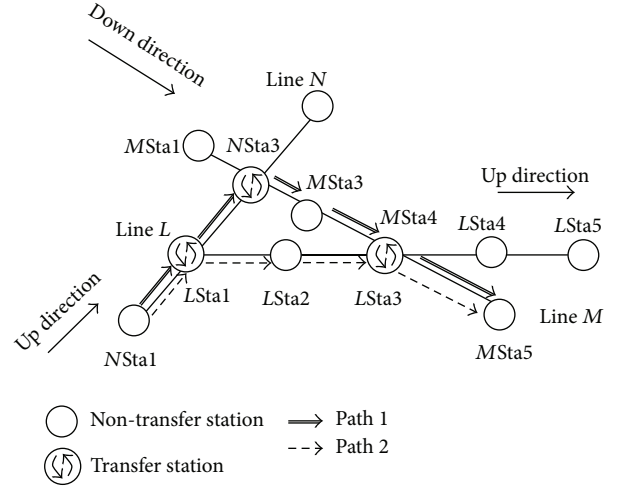 Down direction
Line N
MSta1
NSta3
MSta3
Up direction
MSta4
LSta4
LSta5
Line L
LSta1
LSta2
LSta3
Up direction
NSta1
Line M
MSta5
Non-transfer station
Path 1
Path 2
Transfer station